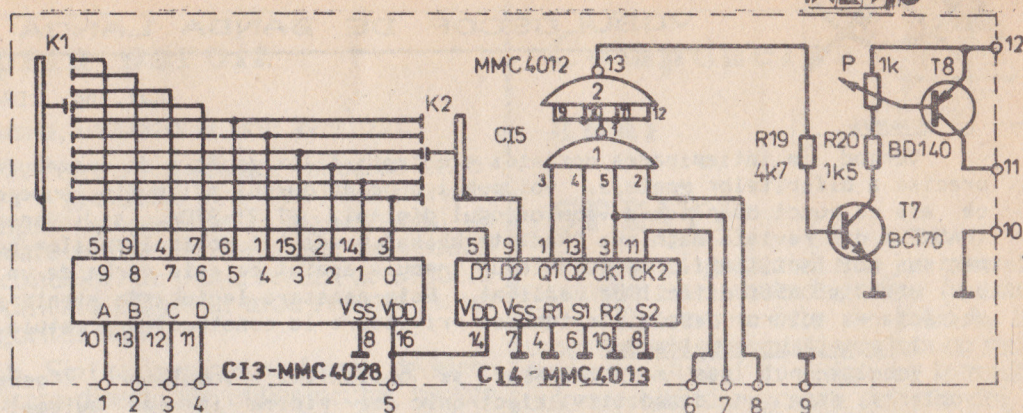 K1
K2
MMC4012
13
2
9 10 11 12
CI5
1
1
3 4 5 2
R19
4k7
R20
1k5
P
1k
T8
BD140
T7
BC170
12
11
10
5 9 4 7 6 1 15 2 14 3
9 8 7 6 5 4 3 2 1 0
A B C D VSS VDD
10 13 12 11 8 16
CI3-MMC4028
1 2 3 4 5
5 9 1 13 3 11
D1 D2 Q1 Q2 CK1 CK2
VDD VSS R1 S1 R2 S2
14 7 4 6 10 8
CI4-MMC4013
6 7 8 9